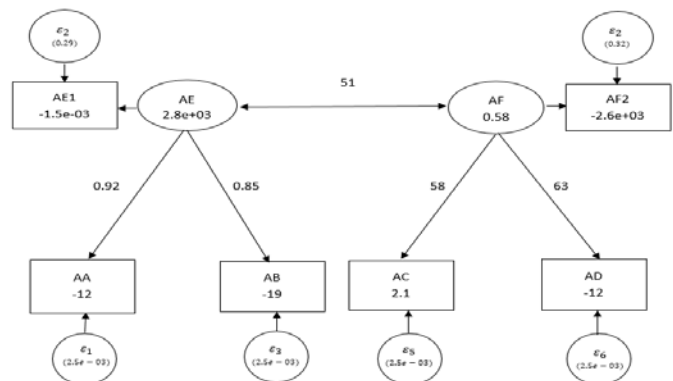 ε₂
(0.29)
ε₂
(0.32)
51
AE1
-1.5e-03
AE
2.8e+03
AF
0.58
AF2
-2.6e+03
0.92
0.85
58
63
AA
-12
AB
-19
AC
2.1
AD
-12
ε₁
(2.5e − 03)
ε₃
(2.5e − 03)
ε₅
(2.5e − 03)
ε₆
(2.5e − 03)